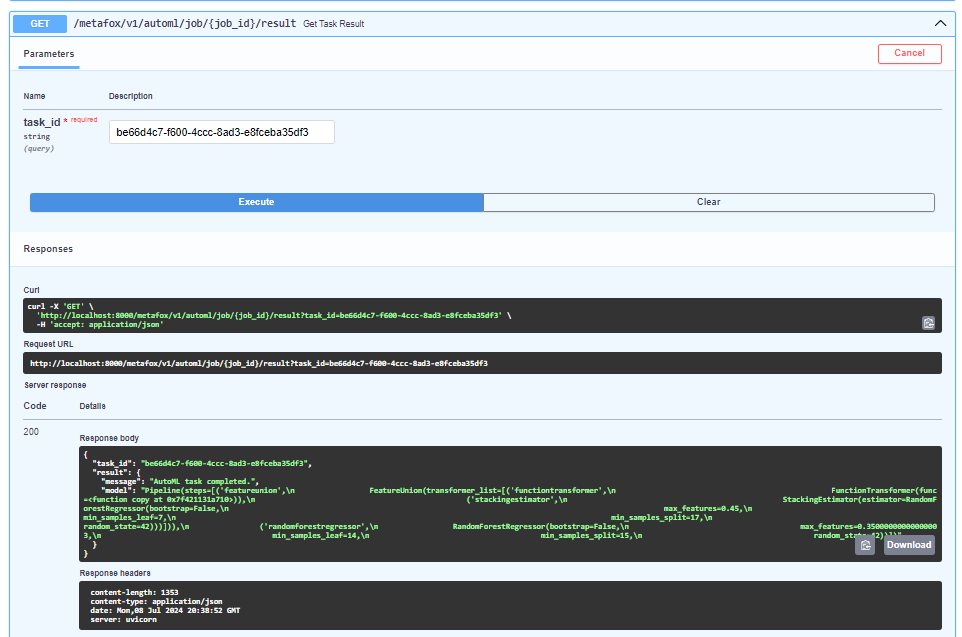 GET /metafox/v1/automl/job/{job_id}/result Get Task Result
Parameters
Cancel
Name Description
task_id * required
string
(query)
be66d4c7-f600-4ccc-8ad3-e8fceba35df3
Execute Clear
Responses
Curl
curl -X 'GET' \
'http://localhost:8000/metafox/v1/automl/job/{job_id}/result?task_id=be66d4c7-f600-4ccc-8ad3-e8fceba35df3' \
-H 'accept: application/json'
Request URL
http://localhost:8000/metafox/v1/automl/job/{job_id}/result?task_id=be66d4c7-f600-4ccc-8ad3-e8fceba35df3
Server response
Code Details
200
Response body
{
"task_id": "be66d4c7-f600-4ccc-8ad3-e8fceba35df3",
"result": {
"message": "AutoML task completed.",
"model": "Pipeline(steps=[('featureunion',\n FeatureUnion(transformer_list=[('functiontransformer',\n FunctionTransformer(func
=<function copy at 0x7f421131a710>)),\n ('stackingestimator',\n StackingEstimator(estimator=RandomF
orestRegressor(bootstrap=False,\n max_features=0.45,\n
min_samples_leaf=7,\n min_samples_split=17,\n
random_state=42)))])),\n ('randomforestregressor',\n RandomForestRegressor(bootstrap=False,\n max_features=0.3500000000000000
3,\n min_samples_leaf=14,\n min_samples_split=15,\n random_state=42))])"
}
}
Download
Response headers
content-length: 1353
content-type: application/json
date: Mon,08 Jul 2024 20:38:52 GMT
server: uvicorn